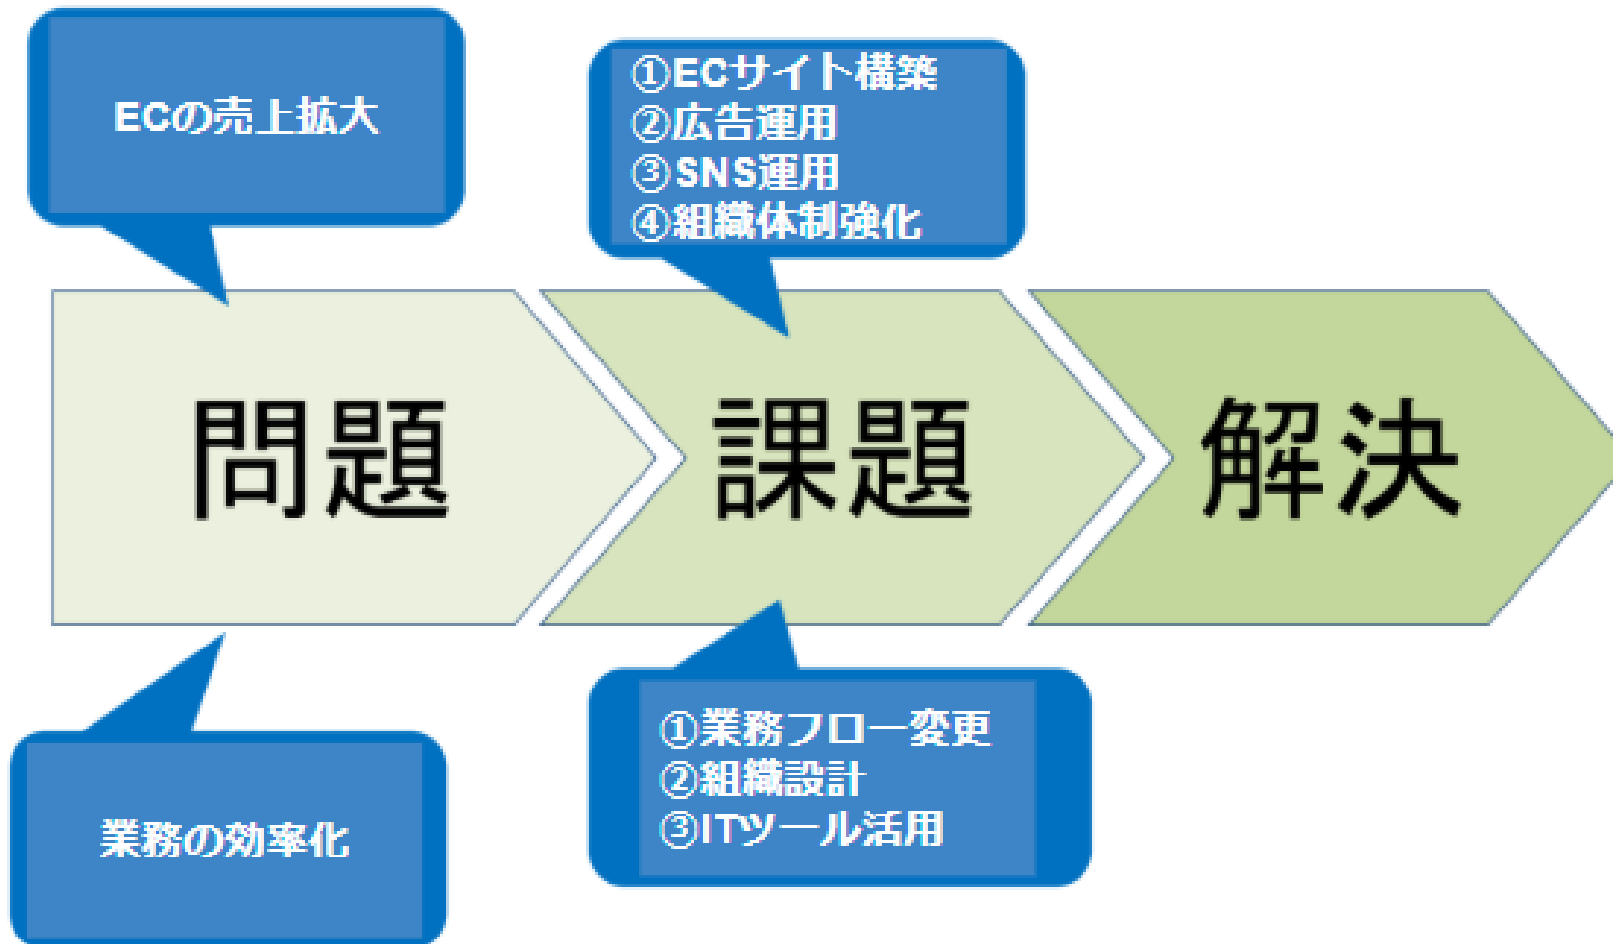 ECの売上拡大
①ECサイト構築
②広告運用
③SNS運用
④組織体制強化
問題
課題
解決
業務の効率化
①業務フロー変更
②組織設計
③ITツール活用